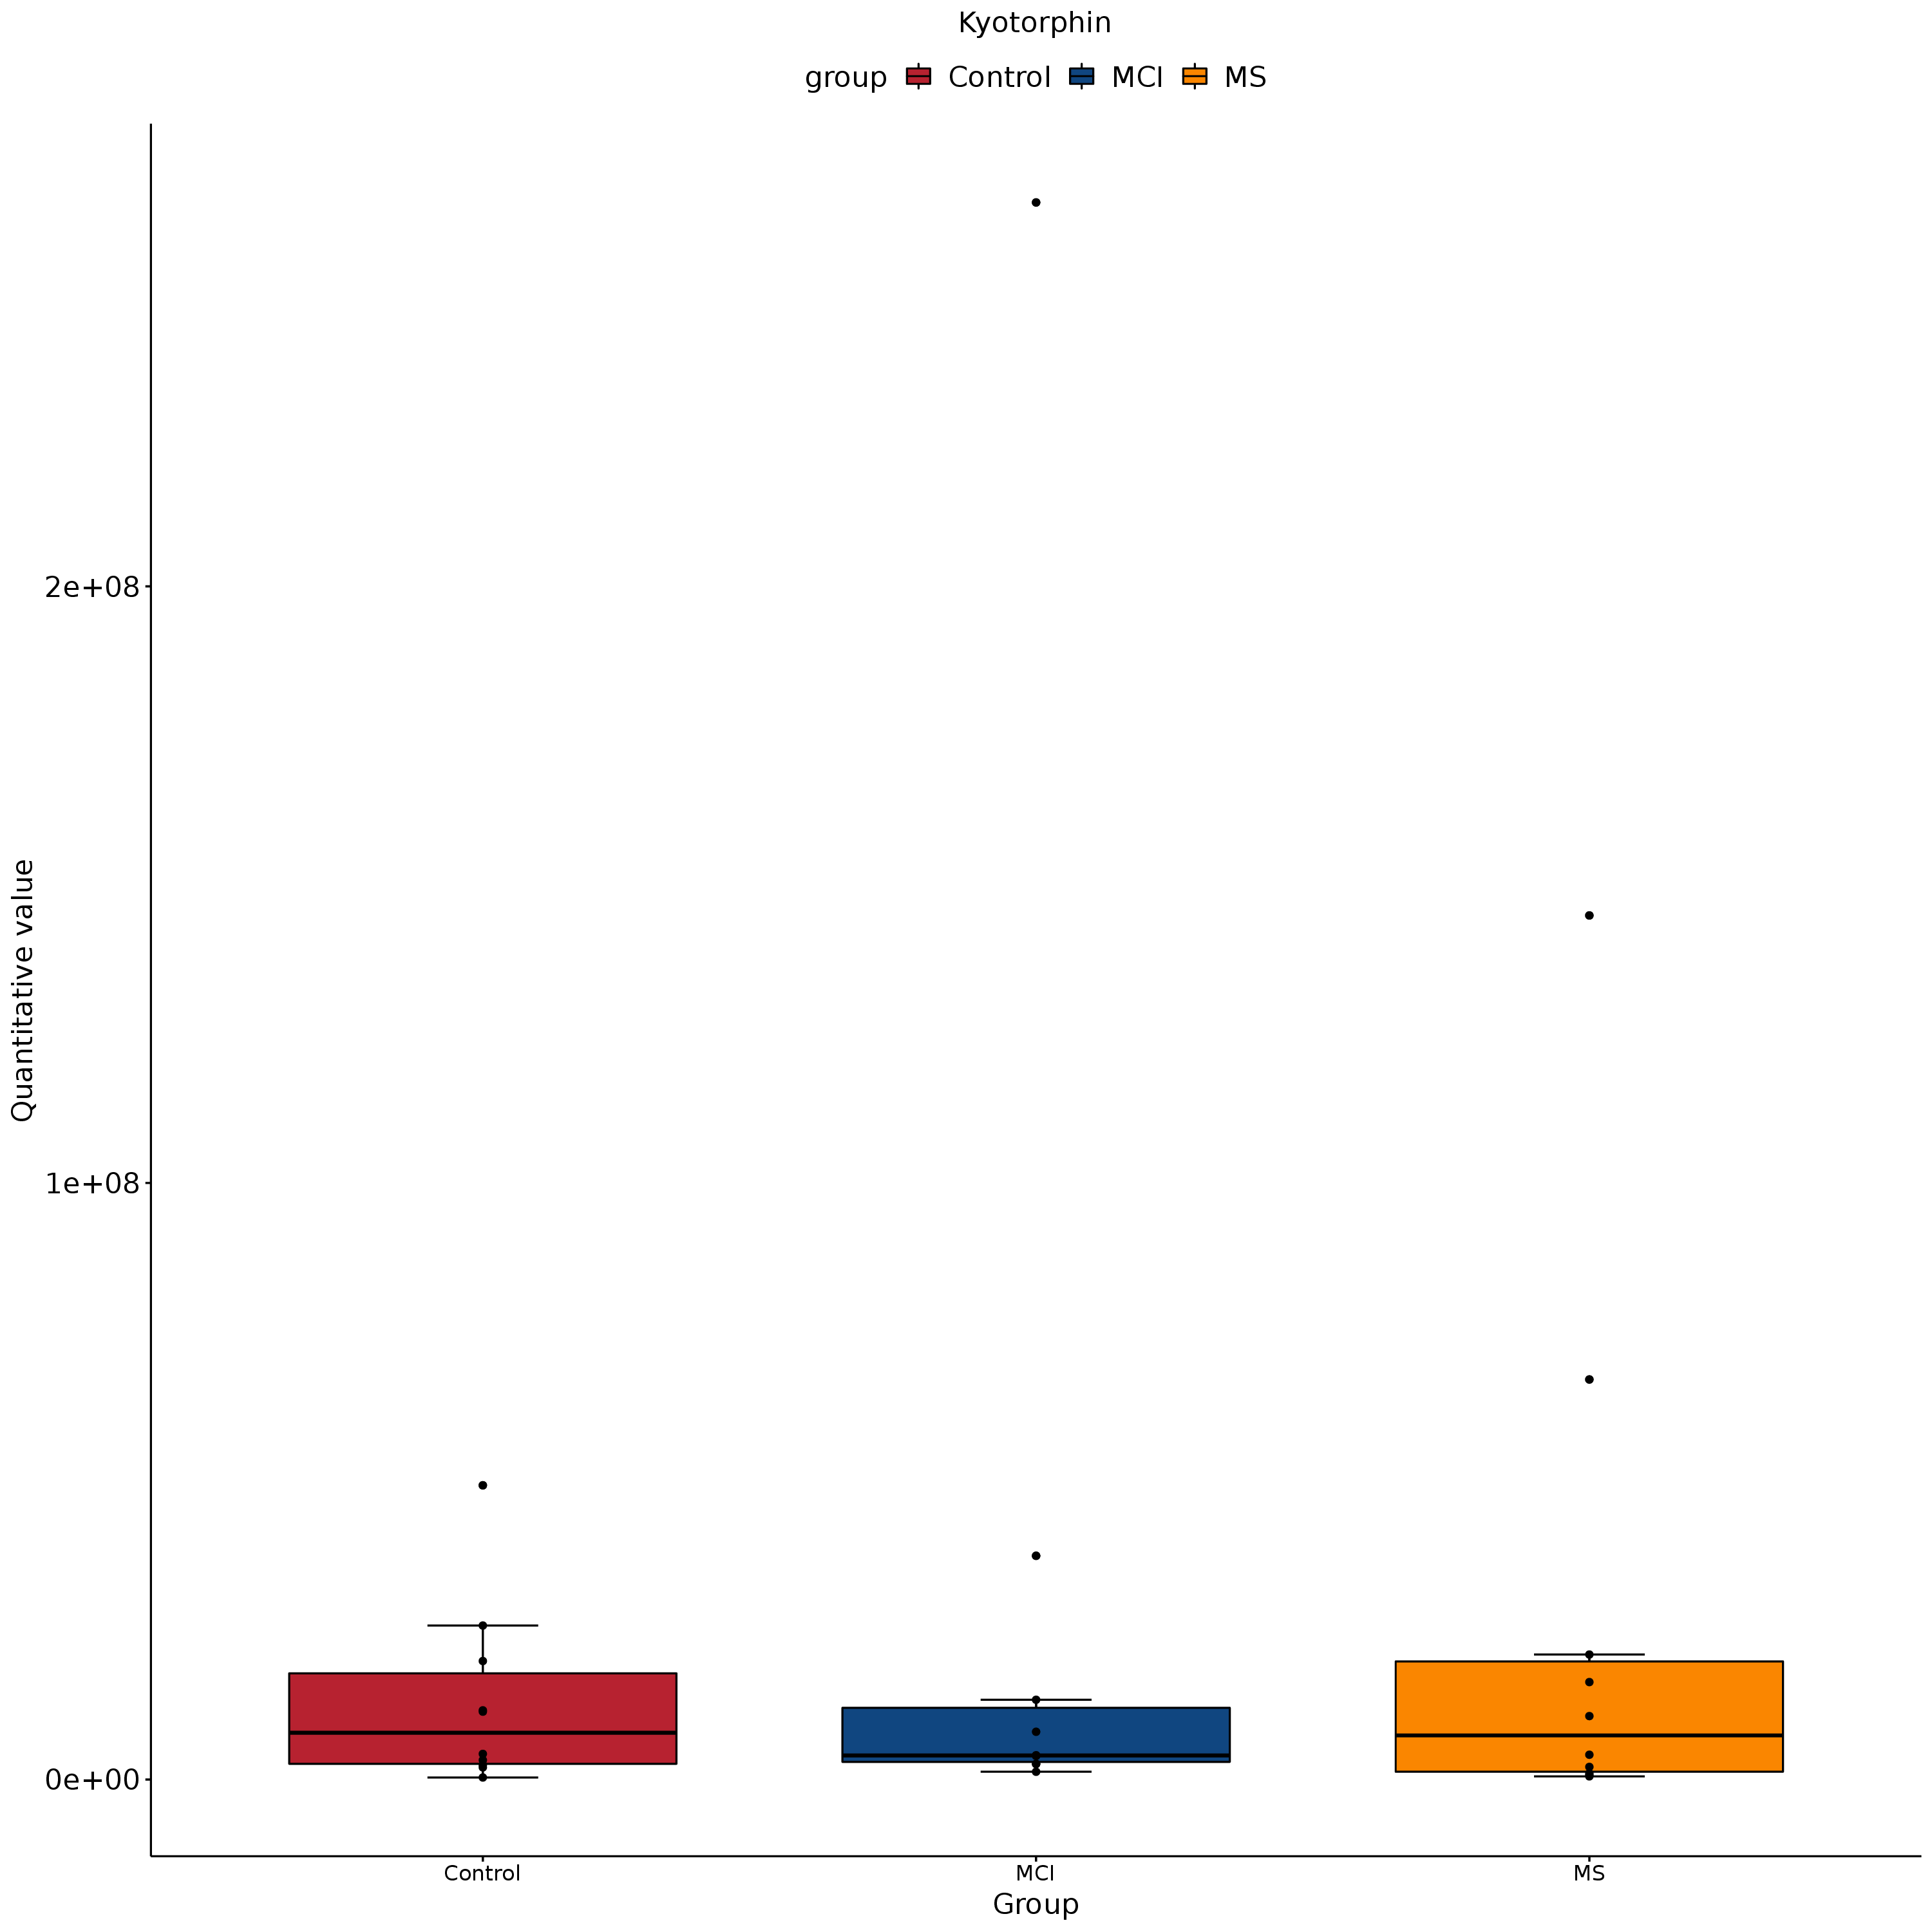 Kyotorphin
group Control MCI MS
Quantitative value
2e+08
1e+08
0e+00
Control MCI MS
Group